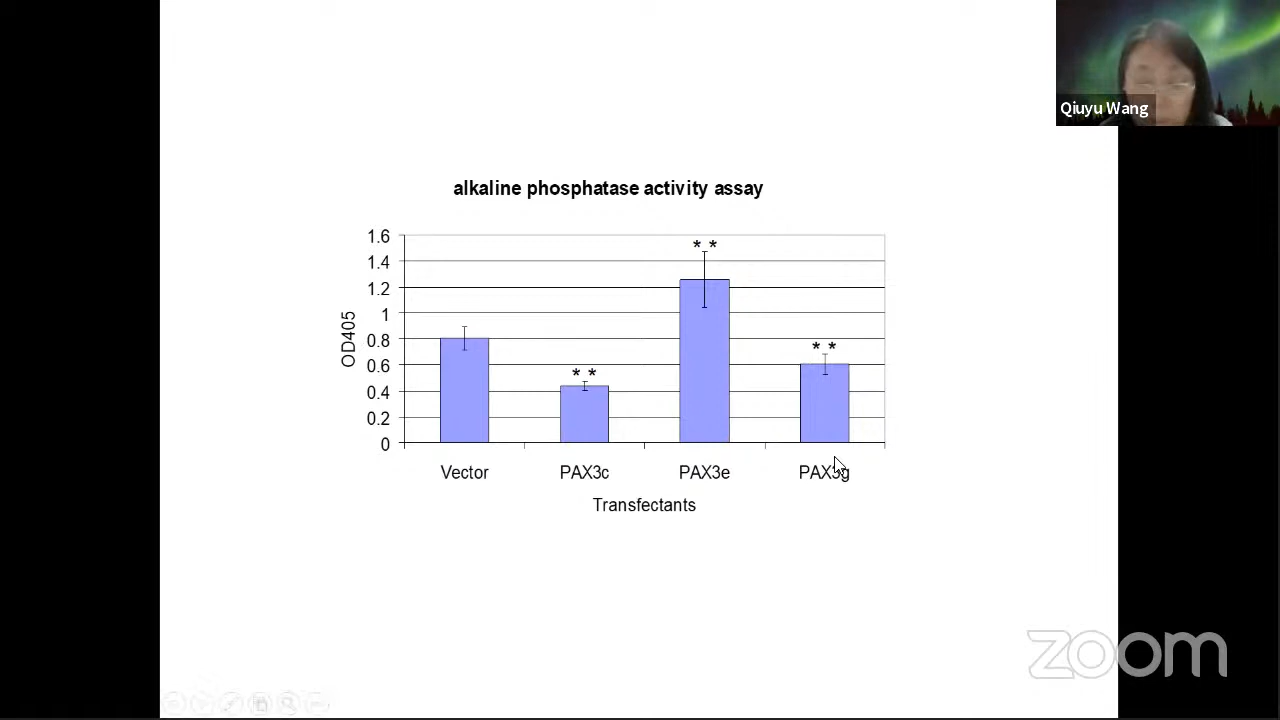 Qiuyu Wang
alkaline phosphatase activity assay
1.6
1.4
1.2
1
0.8
0.6
0.4
0.2
0
OD405
* *
* *
* *
Vector PAX3c PAX3e PAX3g
Transfectants
zoom